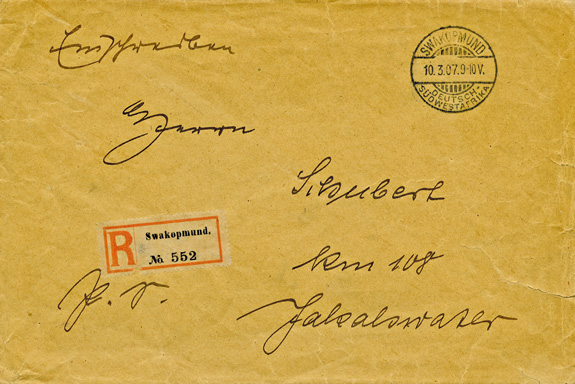 Einschreiben
SWAKOPMUND
10.3.07.9-10V.
DEUTSCH-
SÜDWESTAFRIKA
Herrn
Schubert
R Swakopmund.
No. 552
km 108
Jakalswater